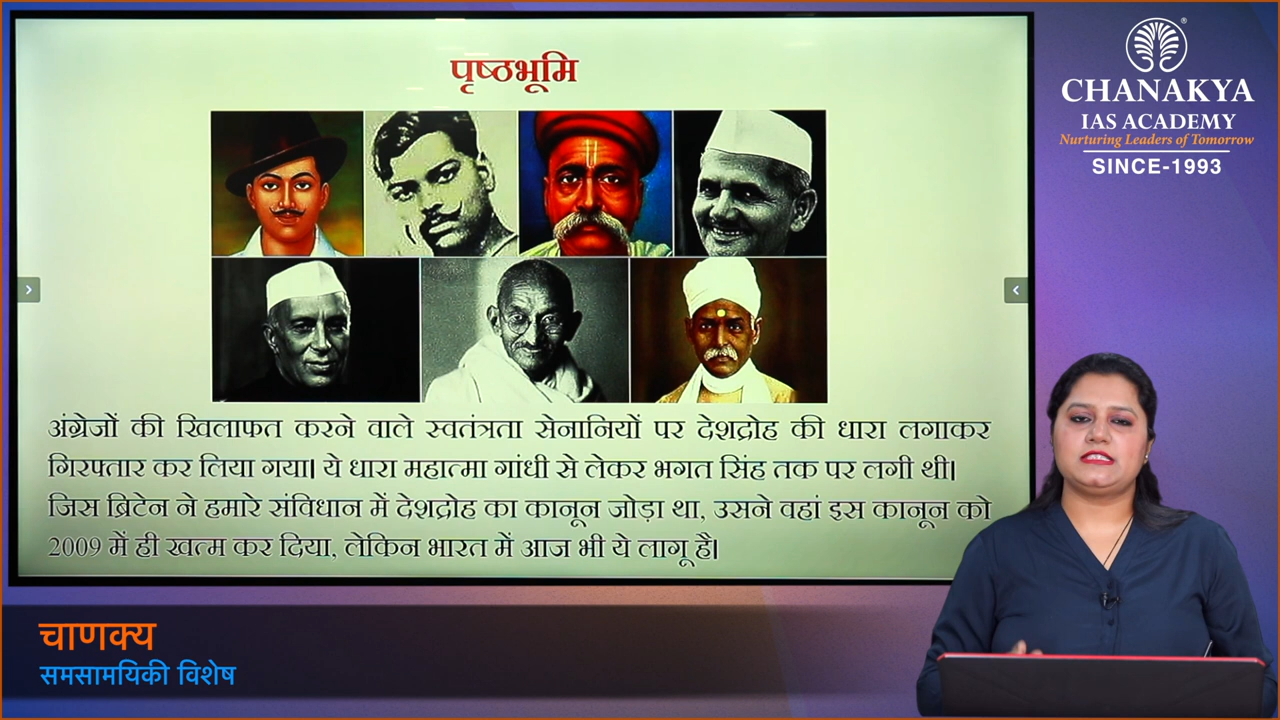 पृष्ठभूमि
अंग्रेजों की खिलाफत करने वाले स्वतंत्रता सेनानियों पर देशद्रोह की धारा लगाकर
गिरफ्तार कर लिया गया। ये धारा महात्मा गांधी से लेकर भगत सिंह तक पर लगी थी।
जिस ब्रिटेन ने हमारे संविधान में देशद्रोह का कानून जोड़ा था, उसने वहां इस कानून को
2009 में ही खत्म कर दिया, लेकिन भारत में आज भी ये लागू है।
CHANAKYA
IAS ACADEMY
Nurturing Leaders of Tomorrow
SINCE-1993
चाणक्य
समसामयिकी विशेष